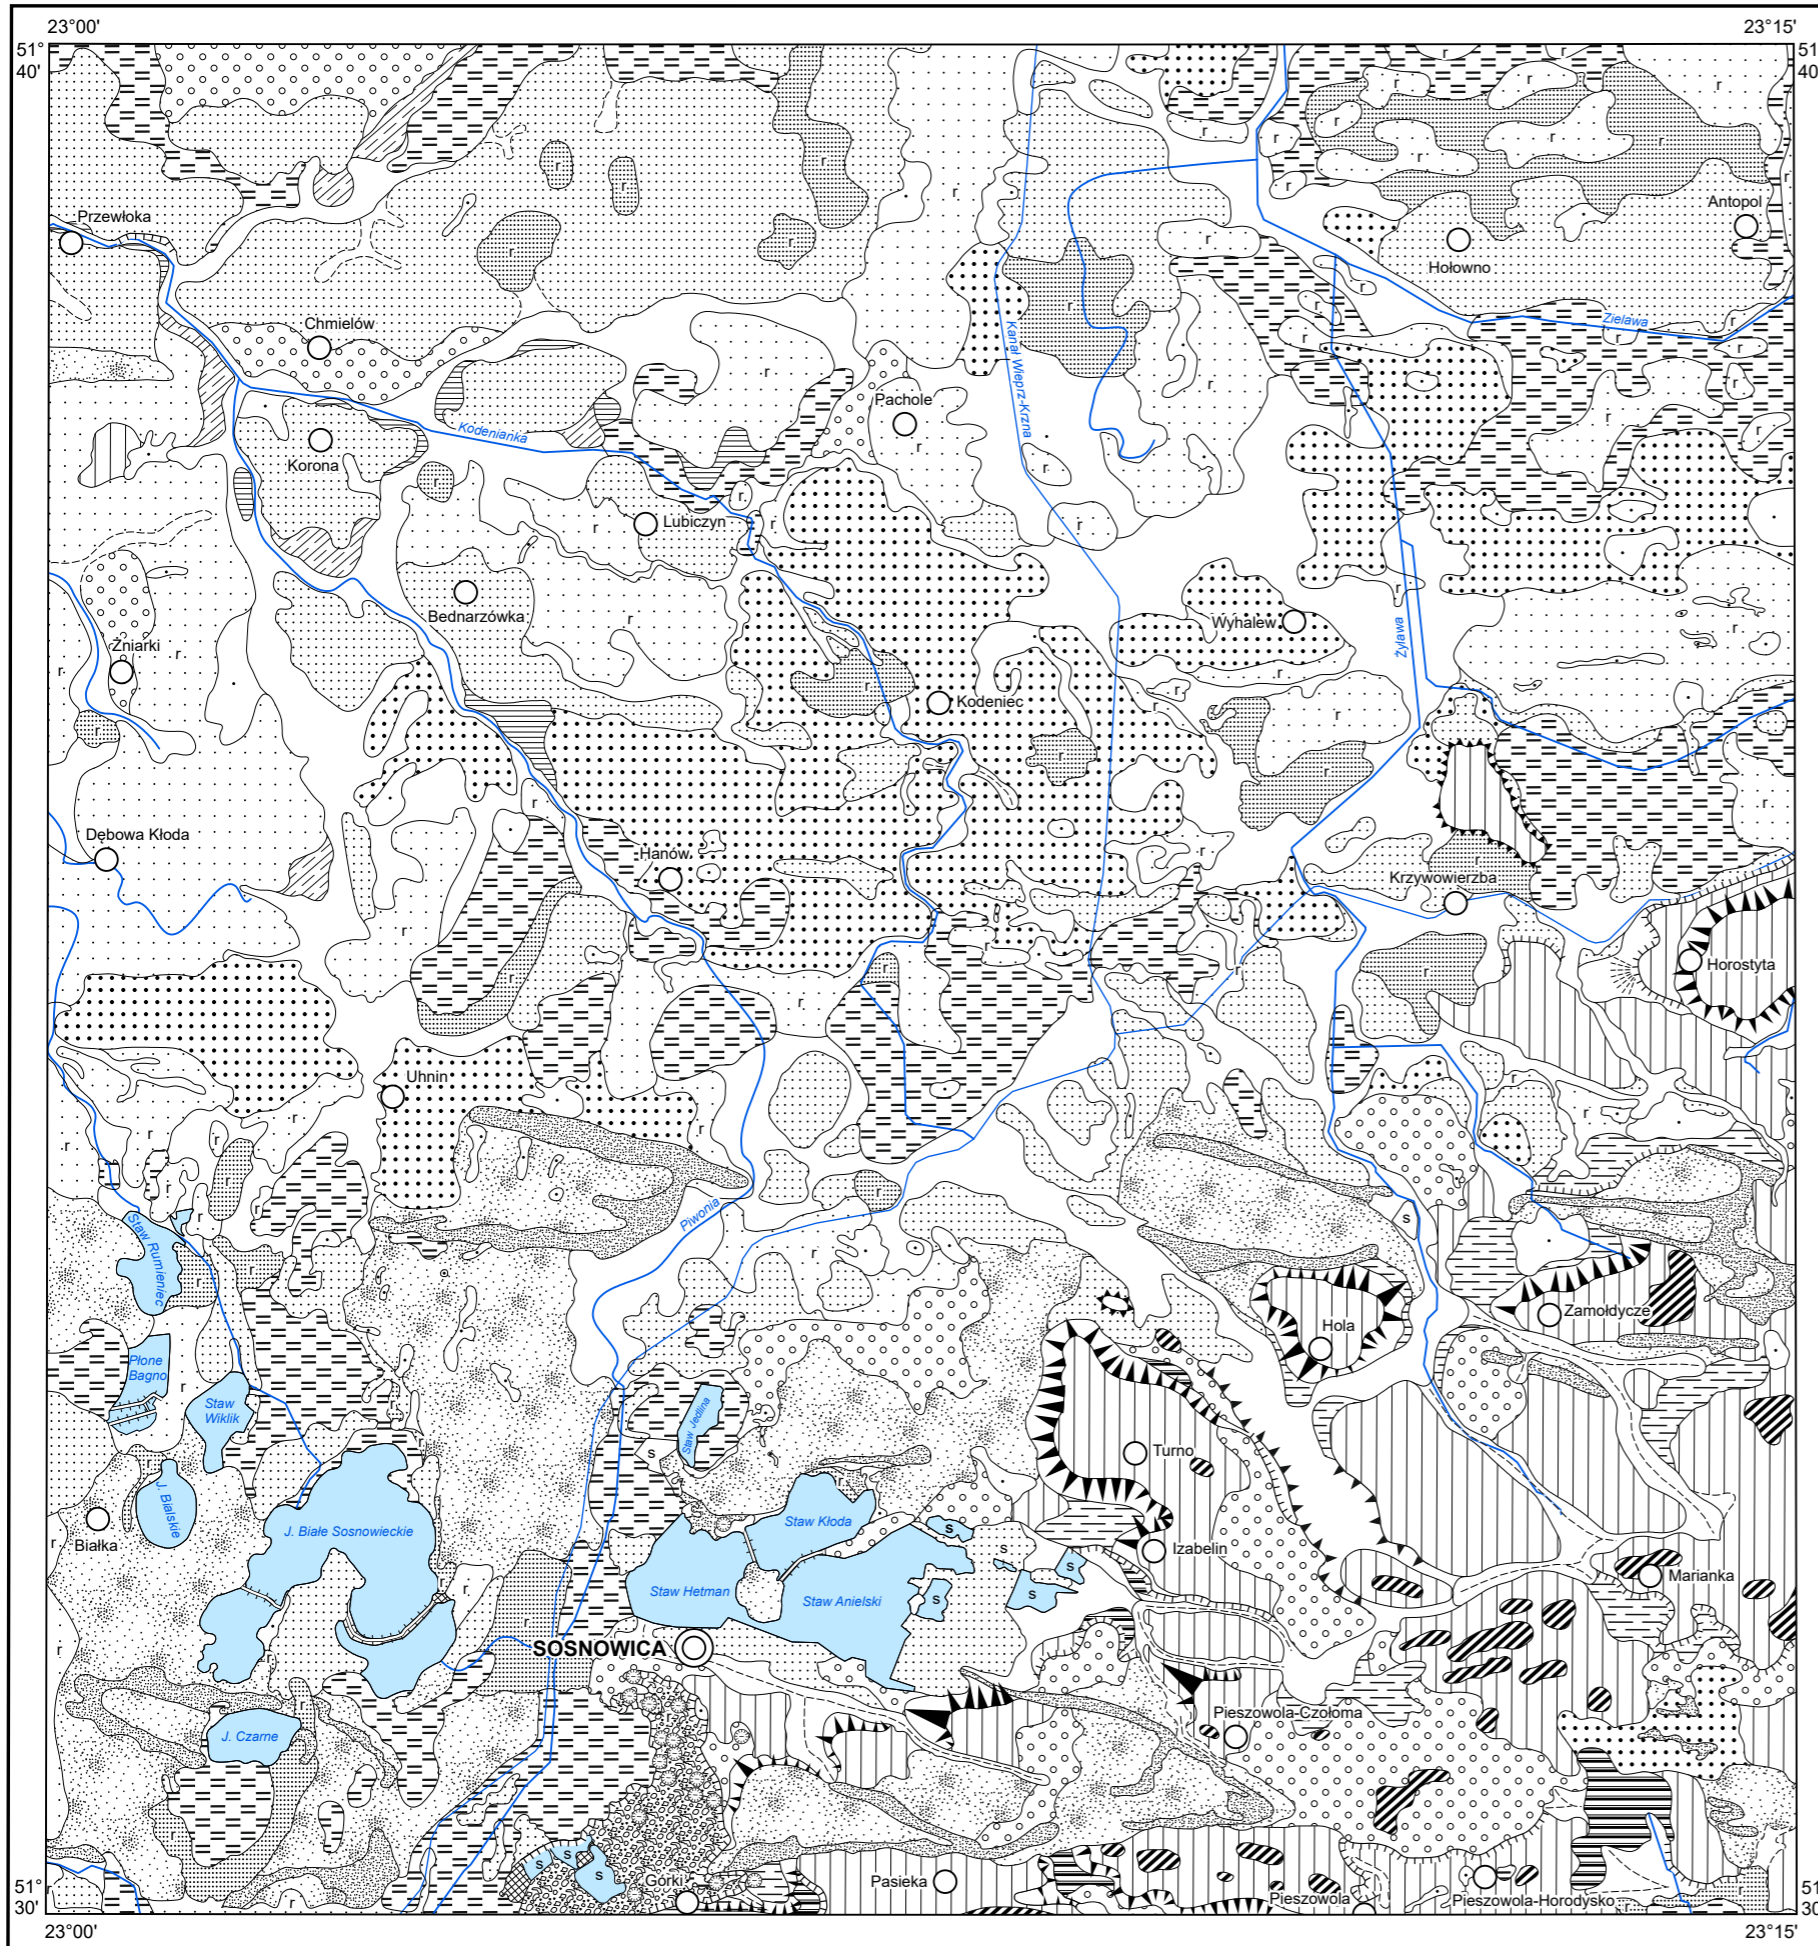 23°00'
23°15'
51°
40'
51
40
Przewłoka
Antopol
Hołowno
Zielawa
Chmielów
Kanał Wieprz-Krzna
Pachole
Kodenianka
Korona
Lubiczyn
Bednarzówka
Wyhalew
Żylawa
Żniarki
Kodeniec
Dębowa Kłoda
Hanów
Krzywowierzba
Horostyta
Uhnin
Piwonia
Staw Rumieniec
Zamołdycze
Hola
Płone
Bagno
Staw
Wiklik
Staw Jedlina
Turno
J. Bialskie
Białka
J. Białe Sosnowieckie
Staw Kłoda
Izabelin
Staw Hetman
Staw Anielski
Marianka
SOSNOWICA
J. Czarne
Pieszowola-Czołoma
Górki
Pasieka
Pieszowola
Pieszowola-Horodysko
51°
30'
51
30
23°00'
23°15'